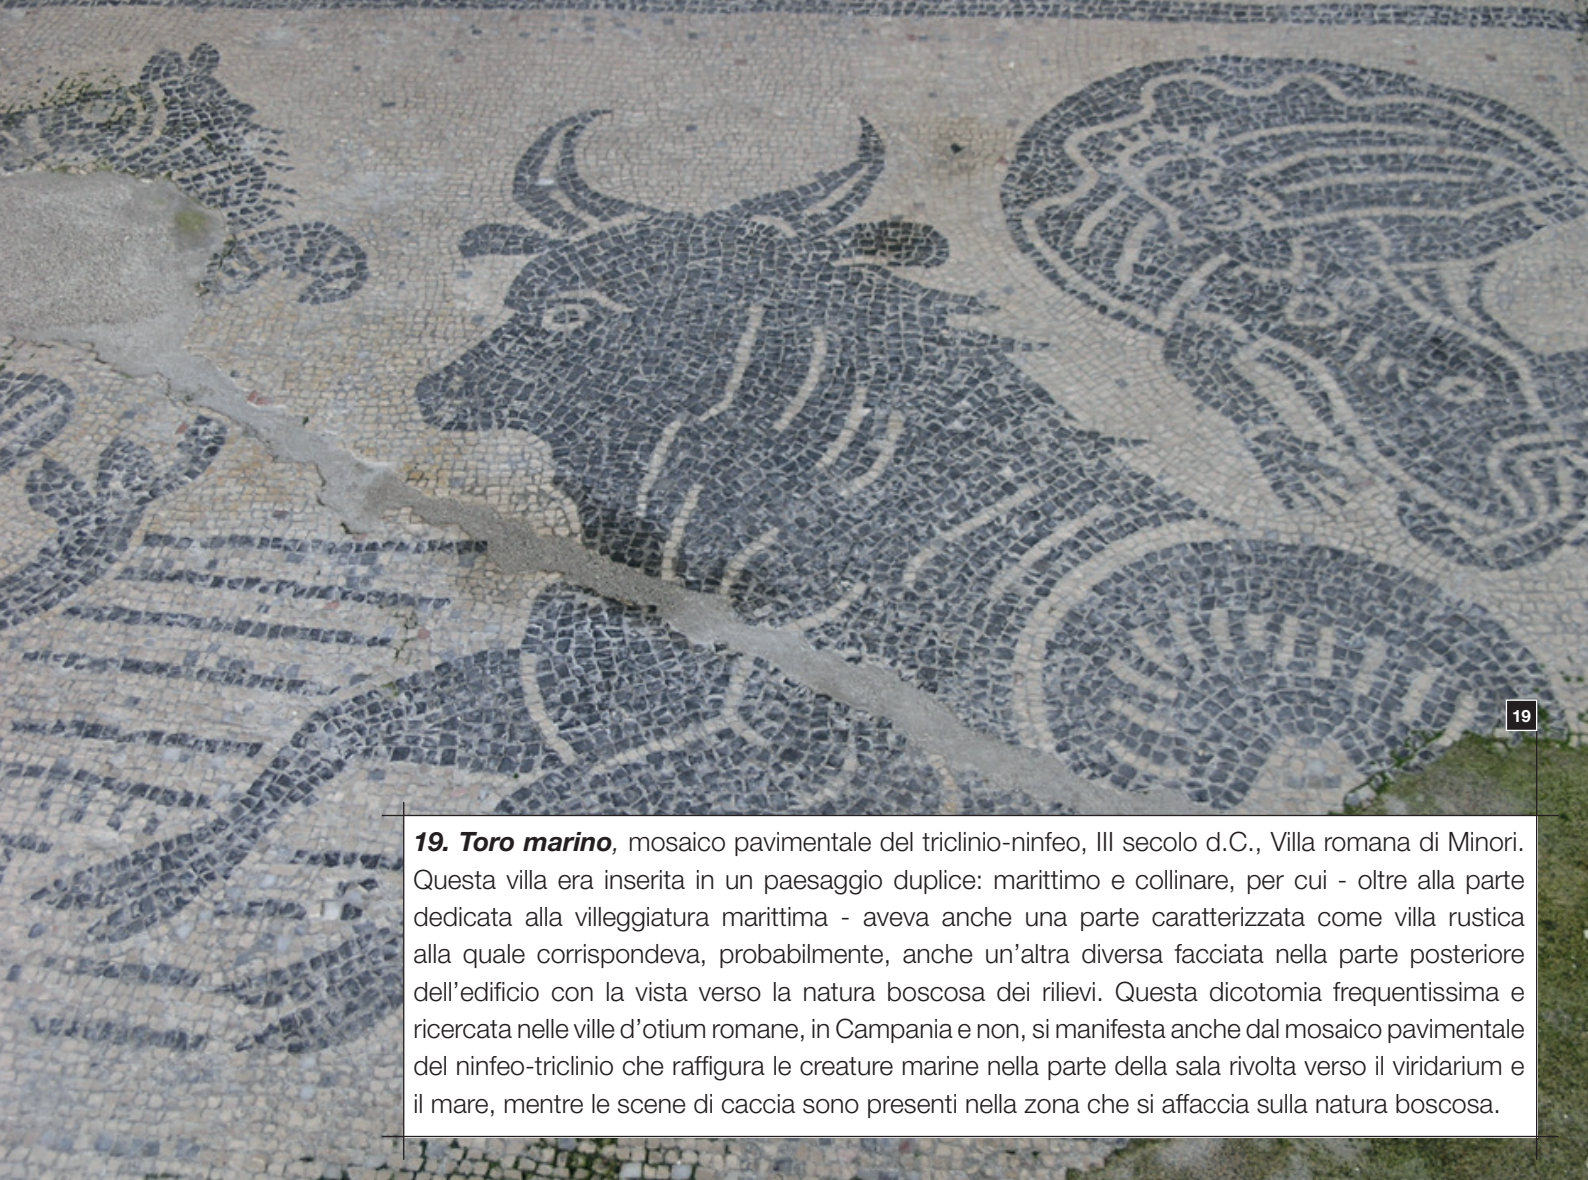 19
19. Toro marino, mosaico pavimentale del triclinio-ninfeo, III secolo d.C., Villa romana di Minori.
Questa villa era inserita in un paesaggio duplice: marittimo e collinare, per cui - oltre alla parte
dedicata alla villeggiatura marittima - aveva anche una parte caratterizzata come villa rustica
alla quale corrispondeva, probabilmente, anche un’altra diversa facciata nella parte posteriore
dell’edificio con la vista verso la natura boscosa dei rilievi. Questa dicotomia frequentissima e
ricercata nelle ville d’otium romane, in Campania e non, si manifesta anche dal mosaico pavimentale
del ninfeo-triclinio che raffigura le creature marine nella parte della sala rivolta verso il viridarium e
il mare, mentre le scene di caccia sono presenti nella zona che si affaccia sulla natura boscosa.